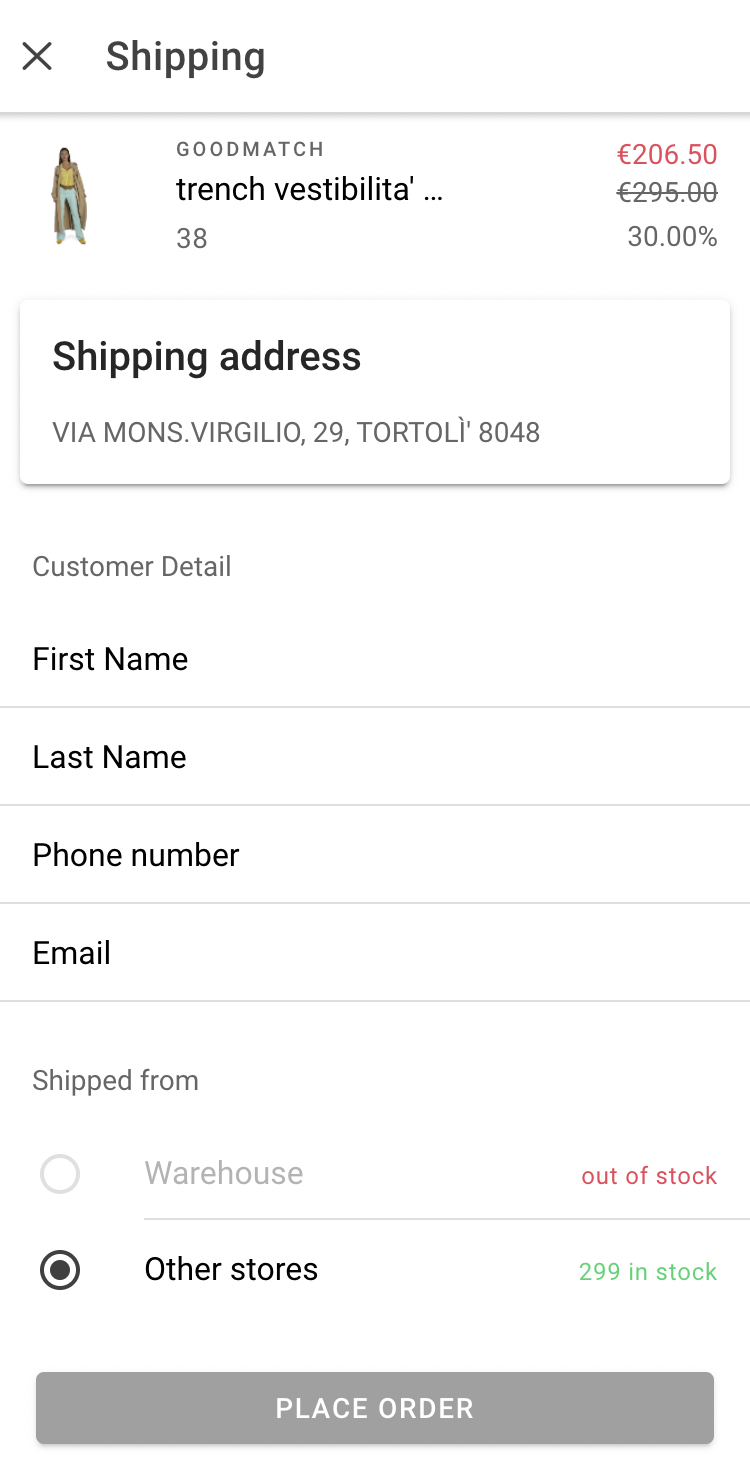 Shipping
GOODMATCH
trench vestibilita' ...
38
€206.50
€295.00
30.00%
Shipping address
VIA MONS.VIRGILIO, 29, TORTOLÌ' 8048
Customer Detail
First Name
Last Name
Phone number
Email
Shipped from
Warehouse
out of stock
Other stores
299 in stock
PLACE ORDER